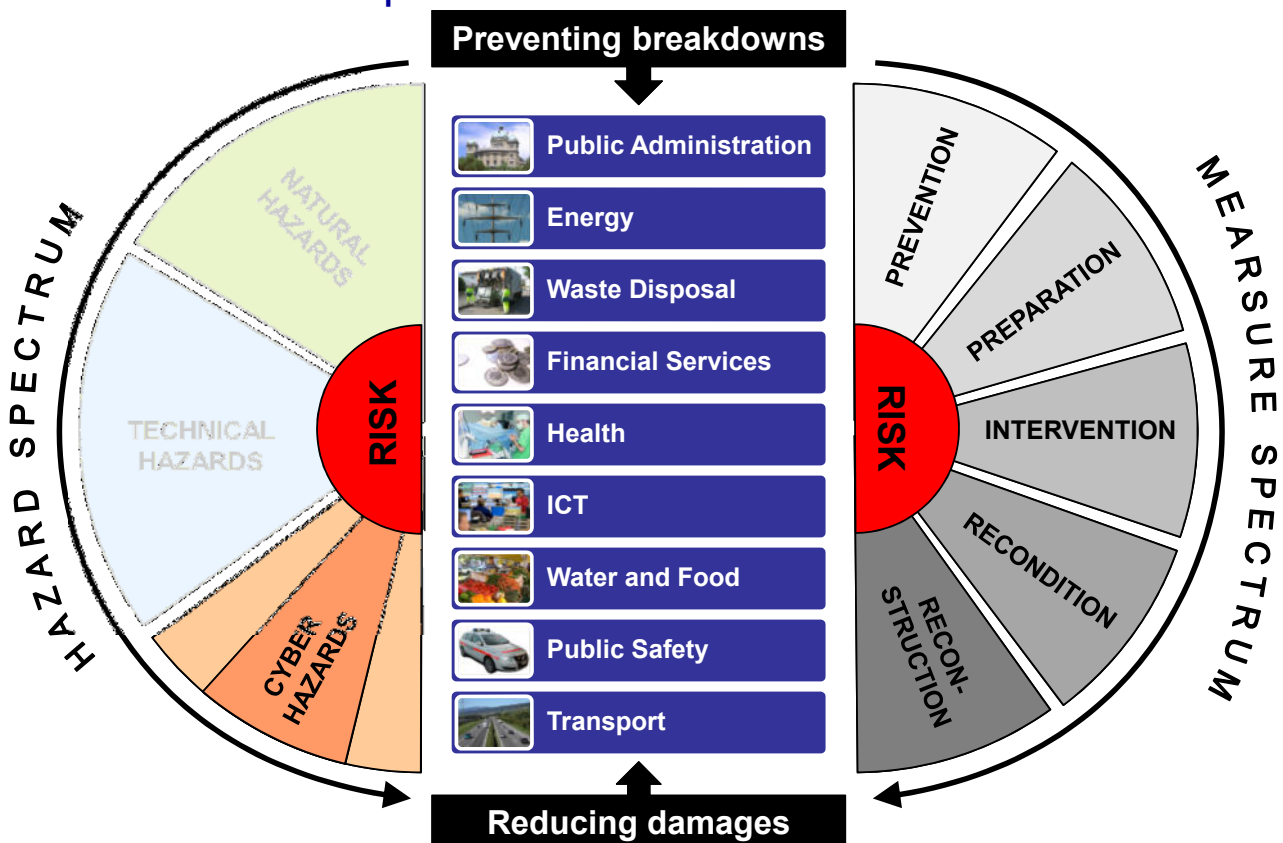 Preventing breakdowns
HAZARD SPECTRUM
NATURAL
HAZARDS
TECHNICAL
HAZARDS
CYBER
HAZARDS
RISK
Public Administration
Energy
Waste Disposal
Financial Services
Health
ICT
Water and Food
Public Safety
Transport
RISK
PREVENTION
PREPARATION
INTERVENTION
RECONDITION
RECON-
STRUCTION
MEARSURE SPECTRUM
Reducing damages